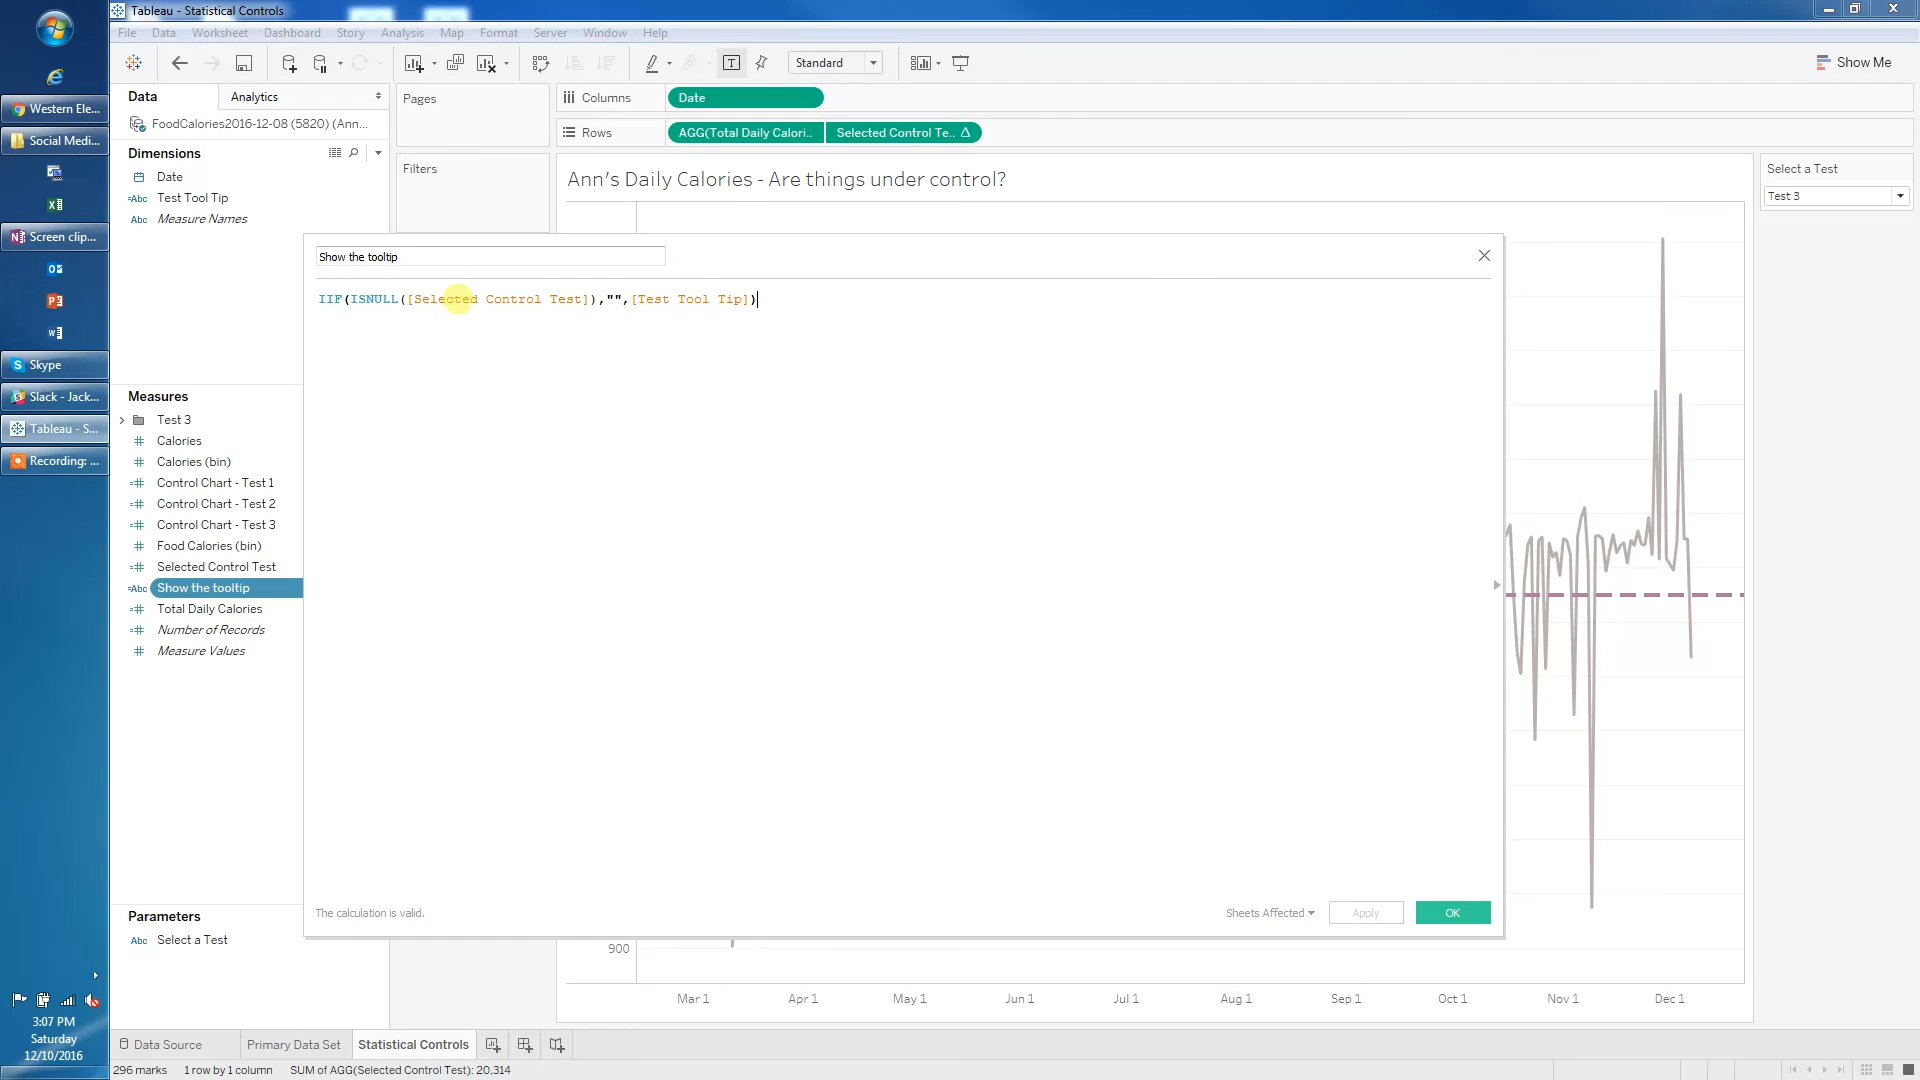 Tableau - Statistical Controls
File Data Worksheet Dashboard Story Analysis Map Format Server Window Help
Standard
Show Me
Western Ele...
Social Medi...
Screen clip...
Skype
Slack - Jack...
Tableau - S...
Recording: ...
3:07 PM
Saturday
12/10/2016
Data
Analytics
FoodCalories2016-12-08 (5820) (Ann...
Dimensions
Date
=Abc Test Tool Tip
Abc Measure Names
Measures
Test 3
# Calories
# Calories (bin)
=# Control Chart - Test 1
=# Control Chart - Test 2
=# Control Chart - Test 3
# Food Calories (bin)
=# Selected Control Test
=Abc Show the tooltip
=# Total Daily Calories
=# Number of Records
# Measure Values
Parameters
Abc Select a Test
Pages
Filters
Columns
Date
Rows
AGG(Total Daily Calori..
Selected Control Te.. Δ
Ann's Daily Calories - Are things under control?
Select a Test
Test 3
Show the tooltip
IIF(ISNULL([Selected Control Test]),"",[Test Tool Tip])
The calculation is valid.
Sheets Affected
Apply
OK
900
Mar 1
Apr 1
May 1
Jun 1
Jul 1
Aug 1
Sep 1
Oct 1
Nov 1
Dec 1
Data Source
Primary Data Set
Statistical Controls
296 marks
1 row by 1 column
SUM of AGG(Selected Control Test): 20,314